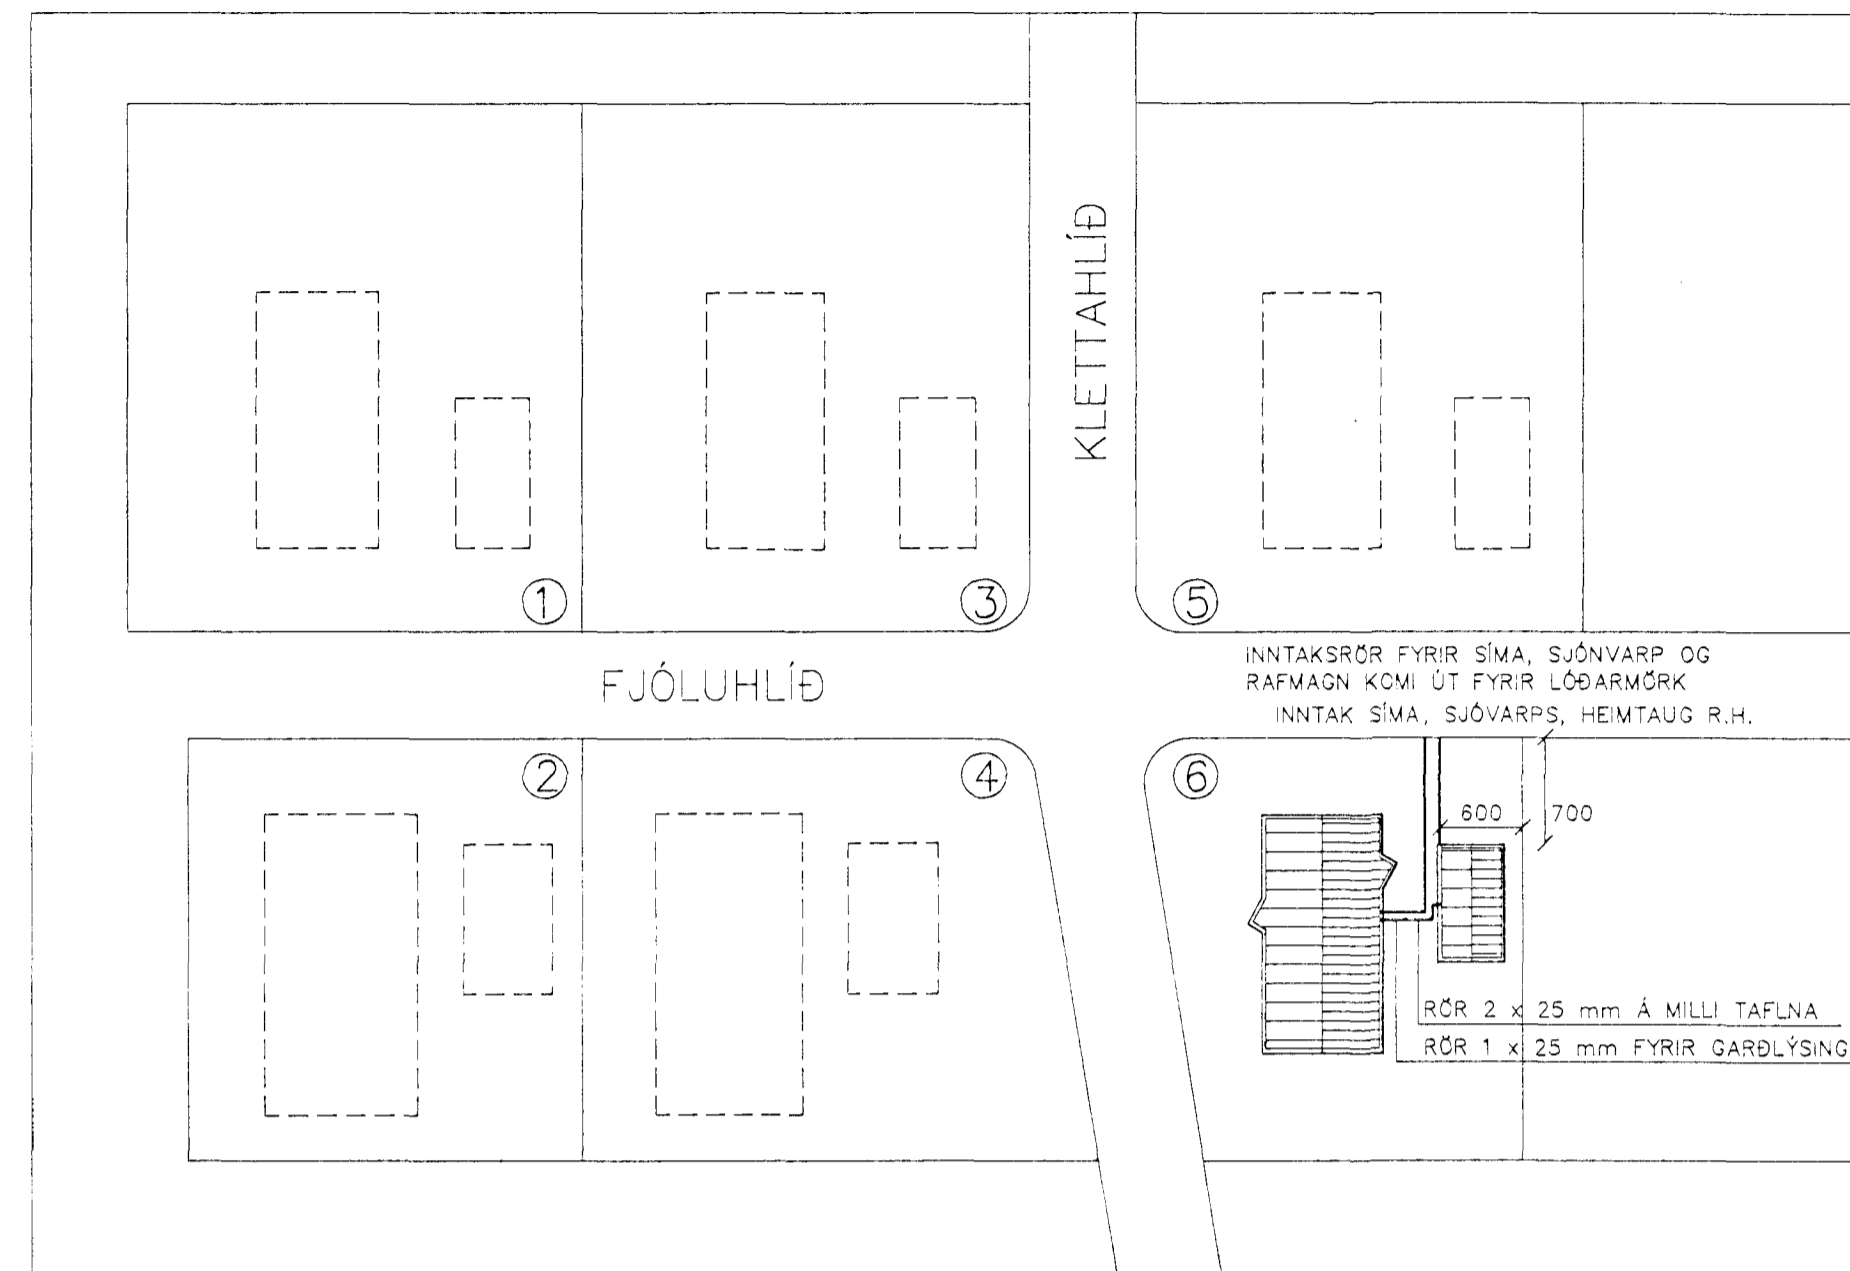 KLETTAHLÍÐ
1
3
5
FJÓLUHLÍÐ
INNTAKSRÖR FYRIR SÍMA, SJÓNVARP OG
RAFMAGN KOMI ÚT FYRIR LÓÐARMÖRK
INNTAK SÍMA, SJÓVARPS, HEIMTAUG R.H.
2
4
6
600
700
RÖR 2 x 25 mm Á MILLI TAFLNA
RÖR 1 x 25 mm FYRIR GARÐLÝSING